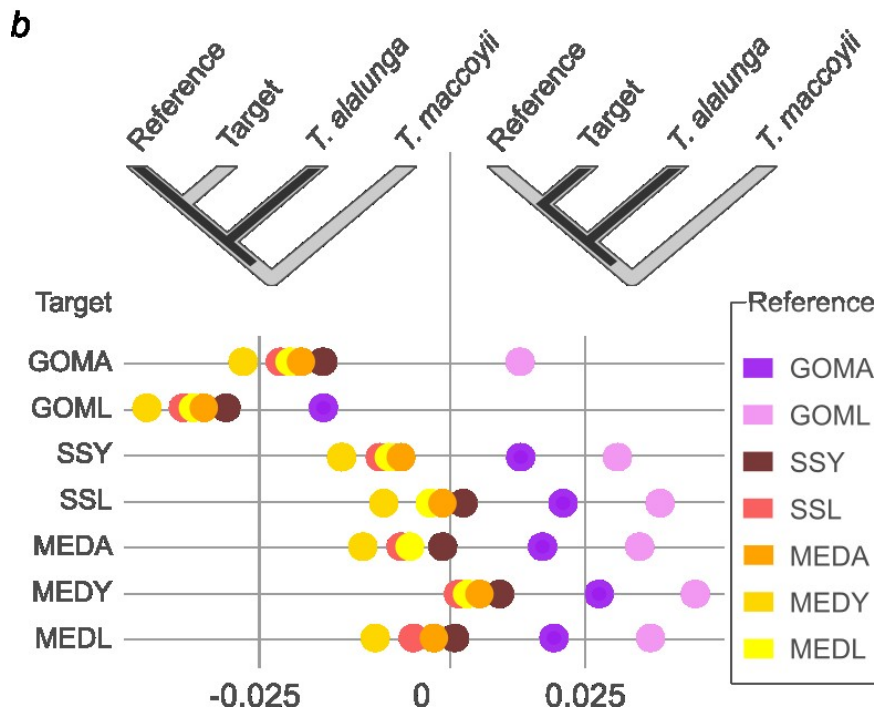 b
Reference Target T. alalunga T. maccoyii Reference Target T. alalunga T. maccoyii
Target
Reference
GOMA
GOML
SSY
SSL
MEDA
MEDY
MEDL
GOMA
GOML
SSY
SSL
MEDA
MEDY
MEDL
-0.025 0 0.025